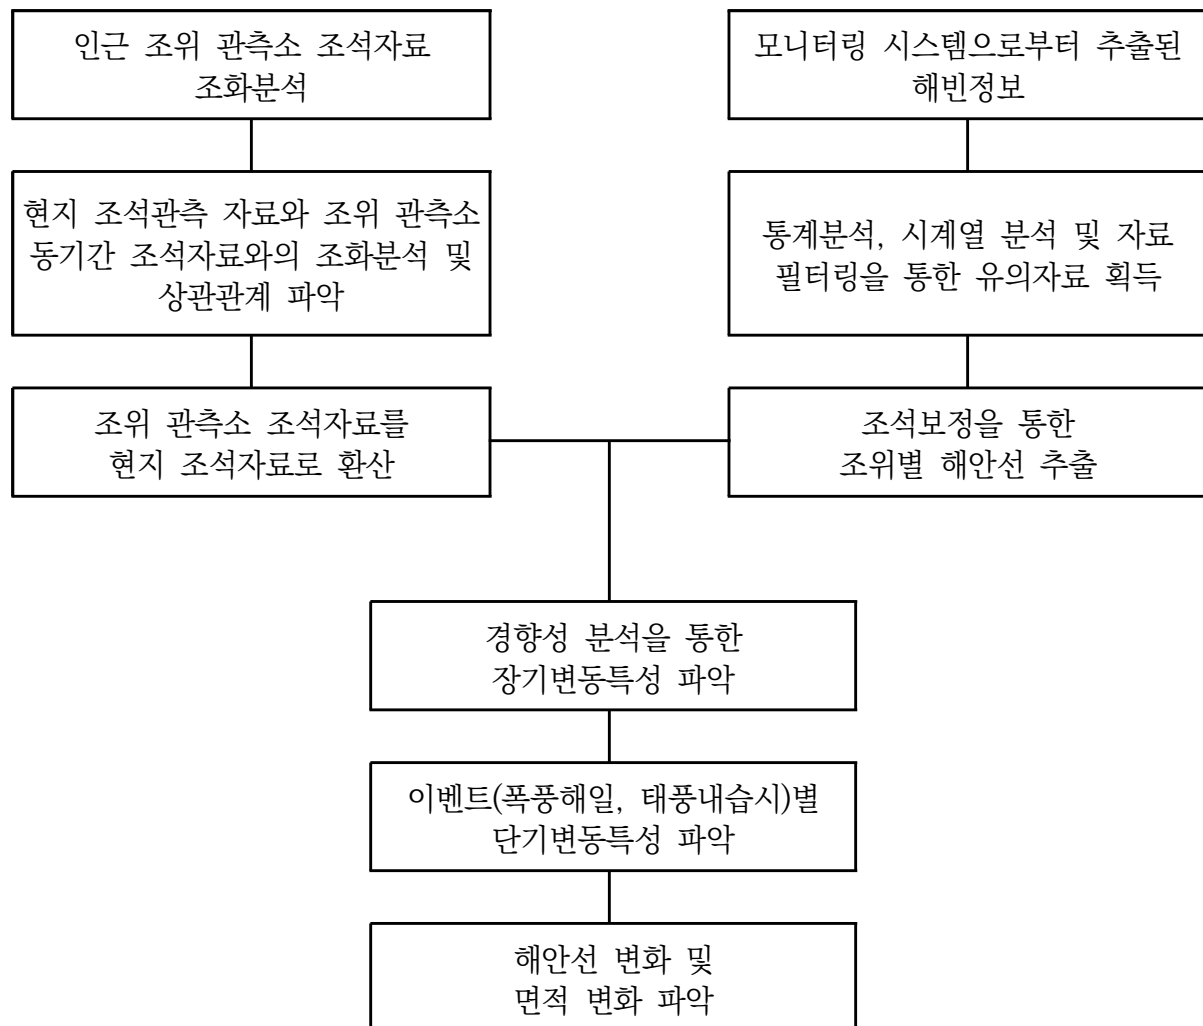 인근 조위 관측소 조석자료
조화분석
현지 조석관측 자료와 조위 관측소
동기간 조석자료와의 조화분석 및
상관관계 파악
조위 관측소 조석자료를
현지 조석자료로 환산
모니터링 시스템으로부터 추출된
해빈정보
통계분석, 시계열 분석 및 자료
필터링을 통한 유의자료 획득
조석보정을 통한
조위별 해안선 추출
경향성 분석을 통한
장기변동특성 파악
이벤트(폭풍해일, 태풍내습시)별
단기변동특성 파악
해안선 변화 및
면적 변화 파악